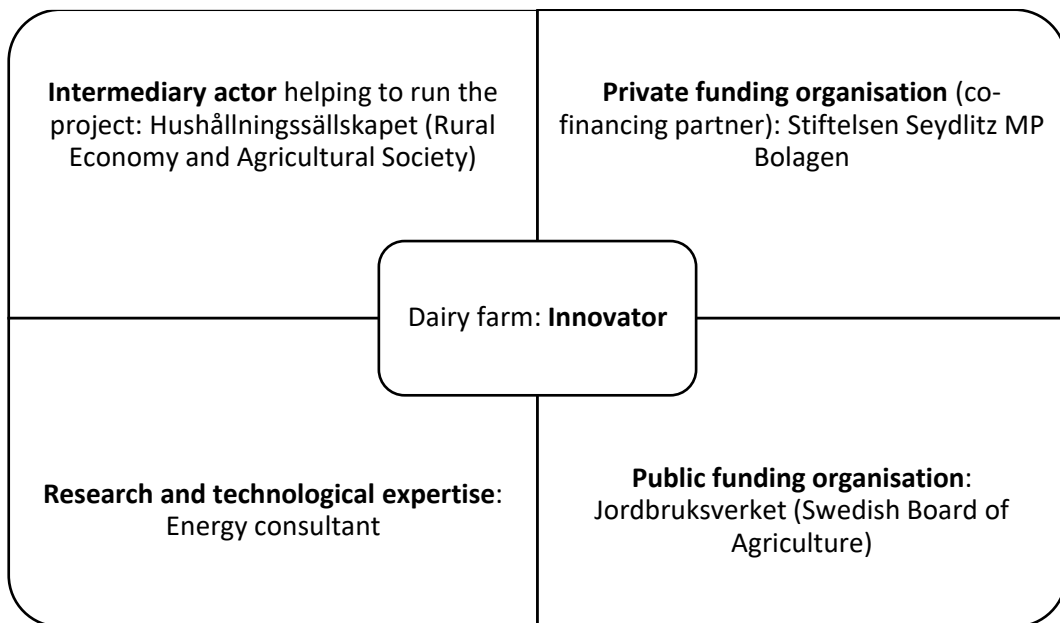 Intermediary actor helping to run the
project: Hushållningssällskapet (Rural
Economy and Agricultural Society)
Private funding organisation (co-
financing partner): Stiftelsen Seydlitz MP
Bolagen
Dairy farm: Innovator
Research and technological expertise:
Energy consultant
Public funding organisation:
Jordbruksverket (Swedish Board of
Agriculture)